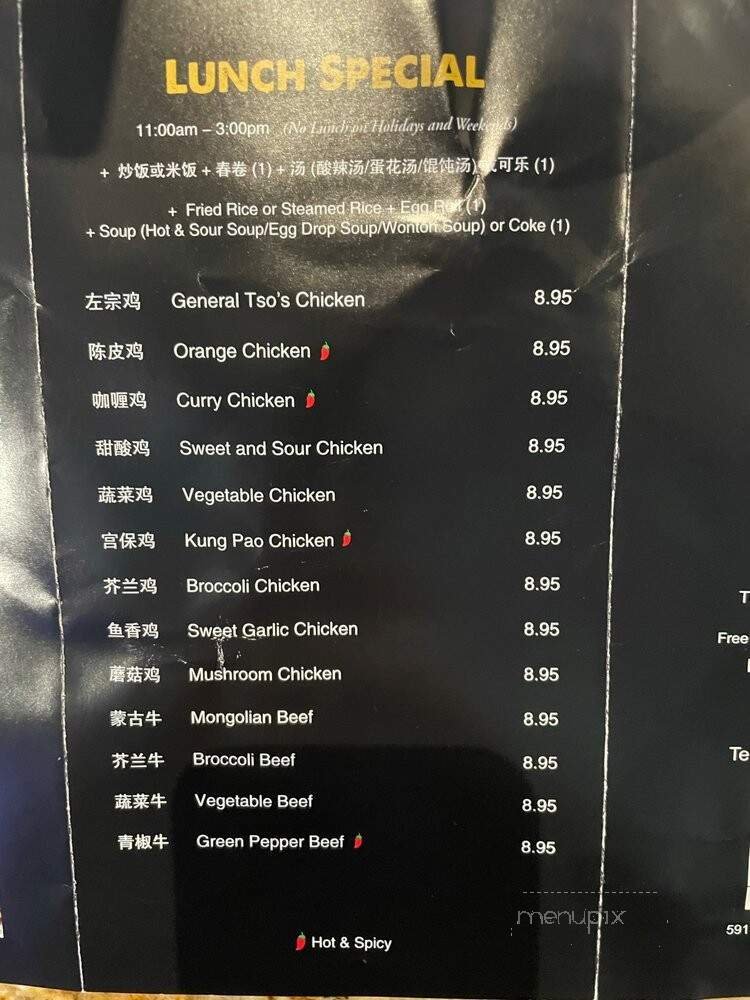 LUNCH SPECIAL
11:00am – 3:00pm (No Lunch on Holidays and Weekends)
+ 炒饭或米饭 + 春卷 (1) + 汤 (酸辣汤/蛋花汤/馄饨汤) 或可乐 (1)
+ Fried Rice or Steamed Rice + Egg Roll (1)
+ Soup (Hot & Sour Soup/Egg Drop Soup/Wonton Soup) or Coke (1)
左宗鸡 General Tso's Chicken 8.95
陈皮鸡 Orange Chicken 8.95
咖喱鸡 Curry Chicken 8.95
甜酸鸡 Sweet and Sour Chicken 8.95
蔬菜鸡 Vegetable Chicken 8.95
宫保鸡 Kung Pao Chicken 8.95
芥兰鸡 Broccoli Chicken 8.95
鱼香鸡 Sweet Garlic Chicken 8.95
蘑菇鸡 Mushroom Chicken 8.95
蒙古牛 Mongolian Beef 8.95
芥兰牛 Broccoli Beef 8.95
蔬菜牛 Vegetable Beef 8.95
青椒牛 Green Pepper Beef 8.95
Hot & Spicy
menupix
T
Free
Te
591